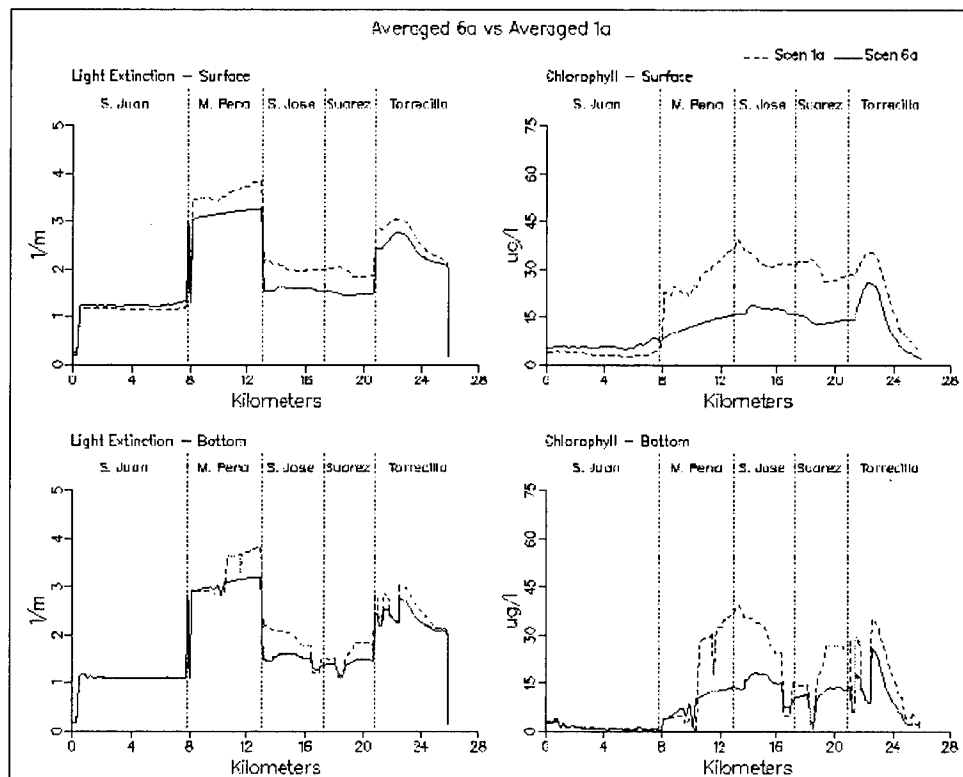 Averaged 6a vs Averaged 1a
Scen 1a
Scen 6a
Light Extinction – Surface
S. Juan
M. Pena
S. Jose
Suarez
Torrecilla
5
4
3
2
1
0
1/m
0
4
8
12
16
20
24
28
Kilometers
Chlorophyll – Surface
S. Juan
M. Pena
S. Jose
Suarez
Torrecilla
75
60
45
30
15
0
ug/l
0
4
8
12
16
20
24
28
Kilometers
Light Extinction – Bottom
S. Juan
M. Pena
S. Jose
Suarez
Torrecilla
5
4
3
2
1
0
1/m
0
4
8
12
16
20
24
28
Kilometers
Chlorophyll – Bottom
S. Juan
M. Pena
S. Jose
Suarez
Torrecilla
75
60
45
30
15
0
ug/l
0
4
8
12
16
20
24
28
Kilometers